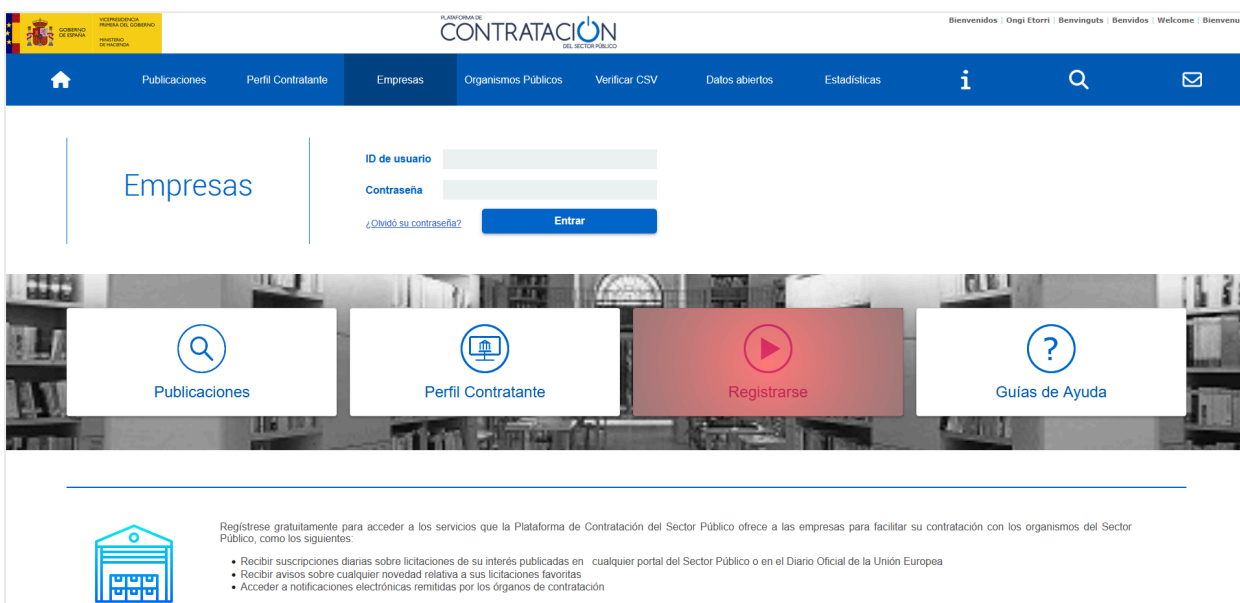 GOBIERNO
DE ESPAÑA
VICEPRESIDENCIA
PRIMERA DEL GOBIERNO
MINISTERIO
DE HACIENDA
PLATAFORMA DE
CONTRATACIÓN
DEL SECTOR PÚBLICO
Bienvenidos | Ongi Etorri | Benvinguts | Benvidos | Welcome | Bienvenu
Publicaciones Perfil Contratante Empresas Organismos Públicos Verificar CSV Datos abiertos Estadísticas
Empresas
ID de usuario
Contraseña
¿Olvidó su contraseña? Entrar
Publicaciones Perfil Contratante Registrarse Guías de Ayuda
Regístrese gratuitamente para acceder a los servicios que la Plataforma de Contratación del Sector Público ofrece a las empresas para facilitar su contratación con los organismos del Sector
Público, como los siguientes:
• Recibir suscripciones diarias sobre licitaciones de su interés publicadas en cualquier portal del Sector Público o en el Diario Oficial de la Unión Europea
• Recibir avisos sobre cualquier novedad relativa a sus licitaciones favoritas
• Acceder a notificaciones electrónicas remitidas por los órganos de contratación